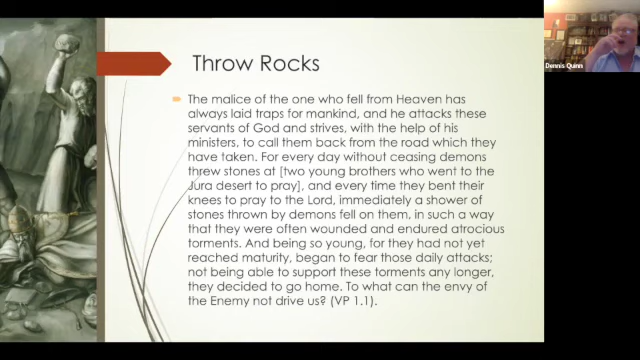 Throw Rocks
The malice of the one who fell from Heaven has
always laid traps for mankind, and he attacks these
servants of God and strives, with the help of his
ministers, to call them back from the road which they
have taken. For every day without ceasing demons
threw stones at [two young brothers who went to the
Jura desert to pray], and every time they bent their
knees to pray to the Lord, immediately a shower of
stones thrown by demons fell on them, in such a way
that they were often wounded and endured atrocious
torments. And being so young, for they had not yet
reached maturity, began to fear those daily attacks;
not being able to support these torments any longer,
they decided to go home. To what can the envy of
the Enemy not drive us? (VP 1.1).
Dennis Quinn